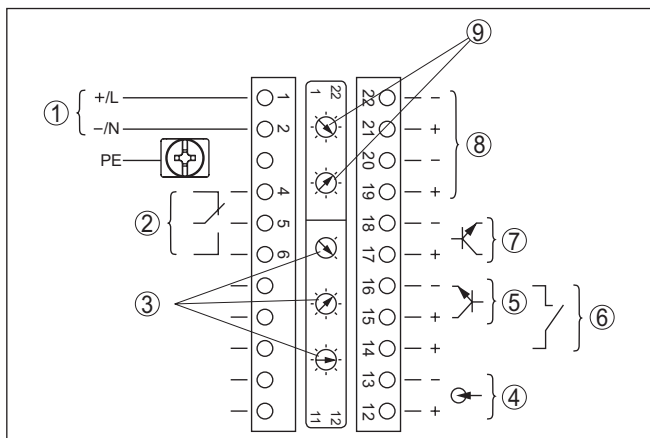 ⑨
① +/L 1 1 22 22 −
−/N 2 21 + ⑧
PE 20 −
4 19 +
② 5 18 − ⑦
6 17 +
16 − ⑤
③ 15 + ⑥
14 +
13 − ④
11 12 12 +